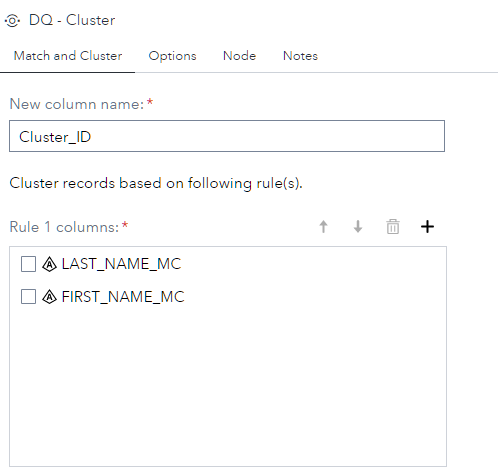 DQ - Cluster
Match and Cluster Options Node Notes
New column name: *
Cluster_ID
Cluster records based on following rule(s).
Rule 1 columns: *
LAST_NAME_MC
FIRST_NAME_MC